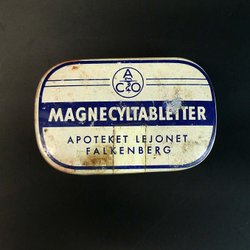 A
C O
MAGNECYLTABLETTER
APOTEKET LEJONET
FALKENBERG